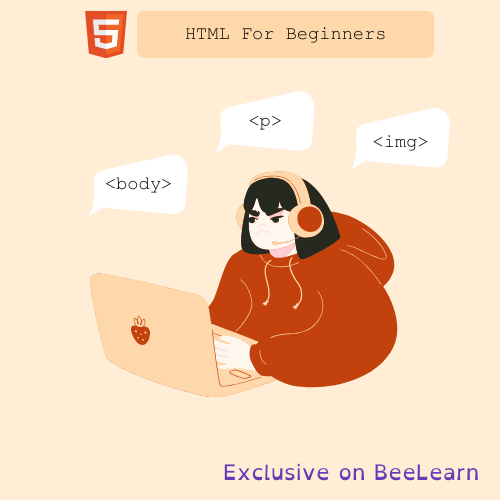 5
HTML For Beginners
<p>
<img>
<body>
Exclusive on BeeLearn